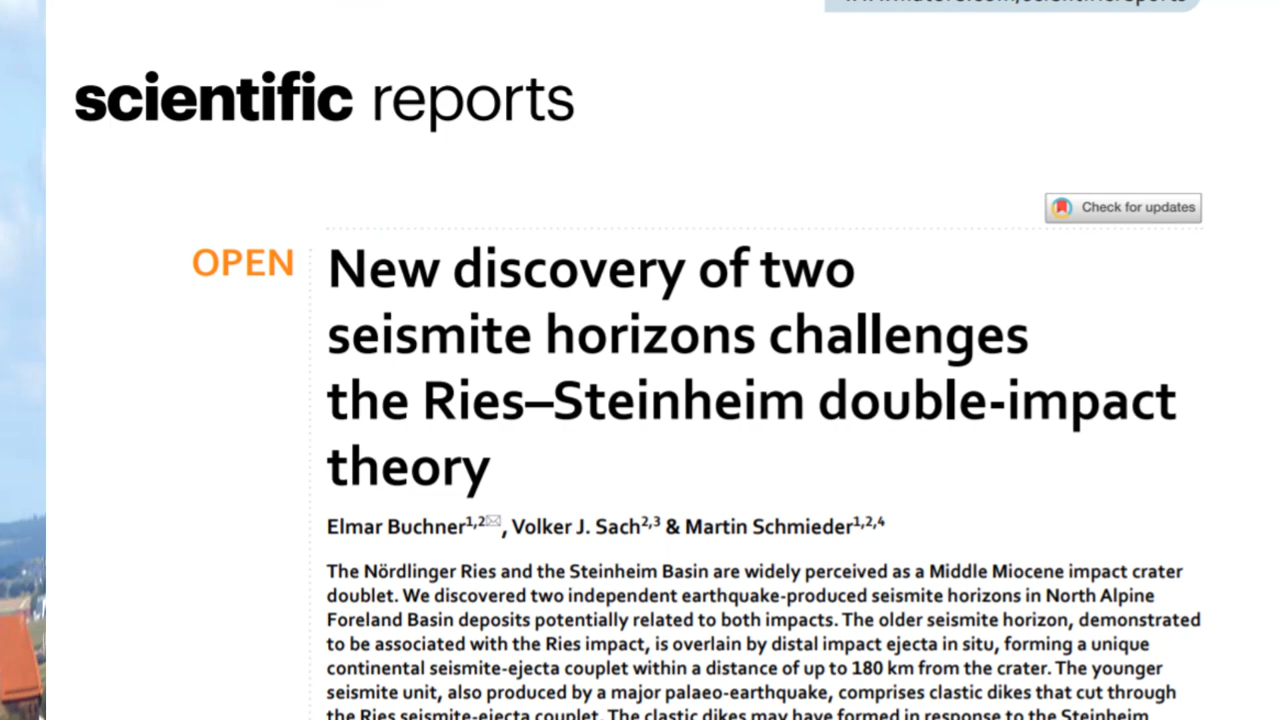 www.nature.com/scientificreports
scientific reports
Check for updates
OPEN
New discovery of two
seismite horizons challenges
the Ries–Steinheim double-impact
theory
Elmar Buchner1,2✉, Volker J. Sach2,3 & Martin Schmieder1,2,4
The Nördlinger Ries and the Steinheim Basin are widely perceived as a Middle Miocene impact crater
doublet. We discovered two independent earthquake-produced seismite horizons in North Alpine
Foreland Basin deposits potentially related to both impacts. The older seismite horizon, demonstrated
to be associated with the Ries impact, is overlain by distal impact ejecta in situ, forming a unique
continental seismite-ejecta couplet within a distance of up to 180 km from the crater. The younger
seismite unit, also produced by a major palaeo-earthquake, comprises clastic dikes that cut through
the Ries seismite-ejecta couplet. The clastic dikes may have formed in response to the Steinheim